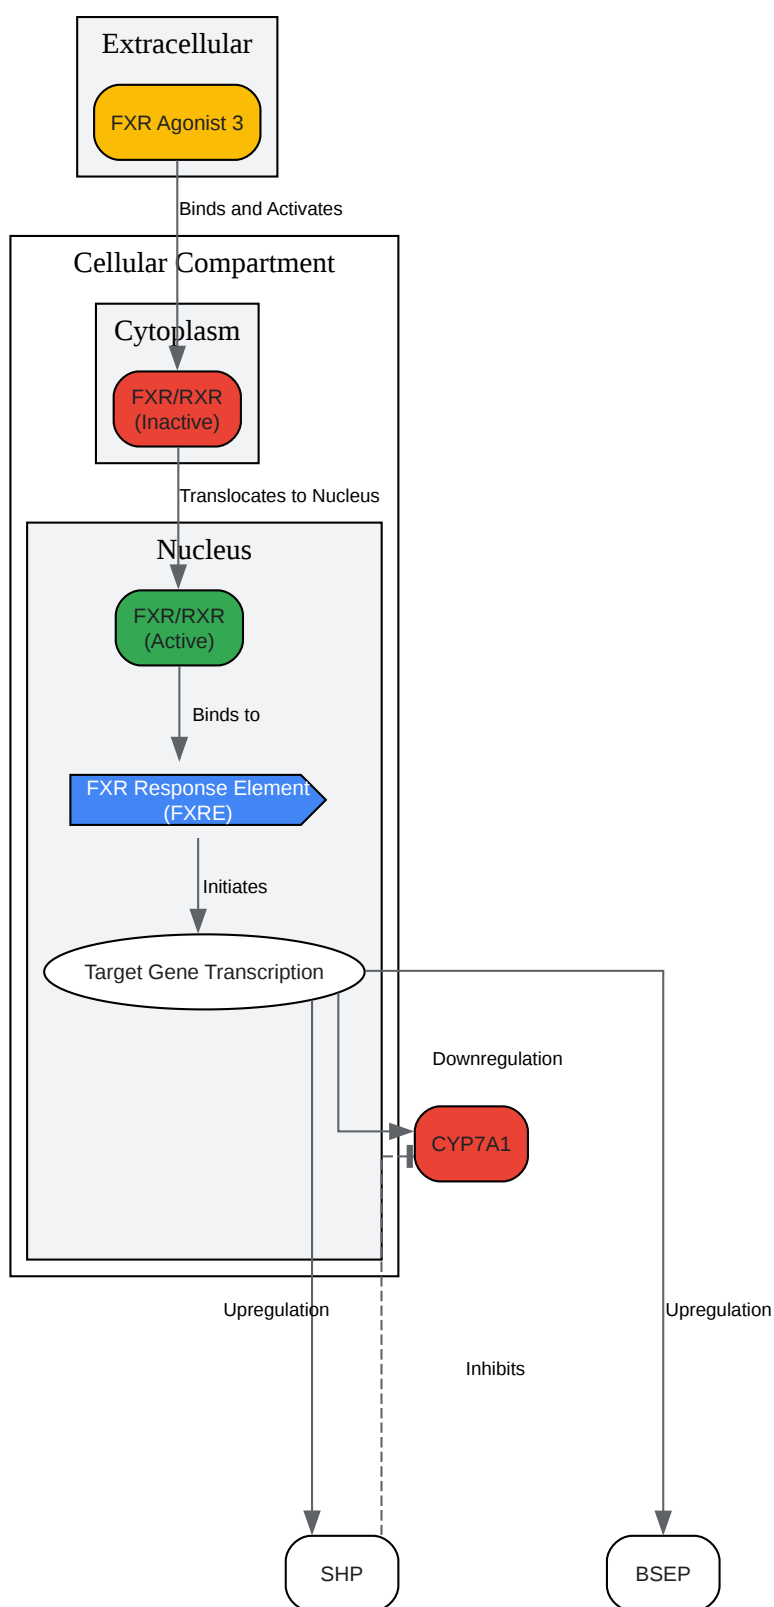 Extracellular
FXR Agonist 3
Binds and Activates
Cellular Compartment
Cytoplasm
FXR/RXR
(Inactive)
Translocates to Nucleus
Nucleus
FXR/RXR
(Active)
Binds to
FXR Response Element
(FXRE)
Initiates
Target Gene Transcription
Downregulation
CYP7A1
Upregulation
Upregulation
Inhibits
SHP
BSEP